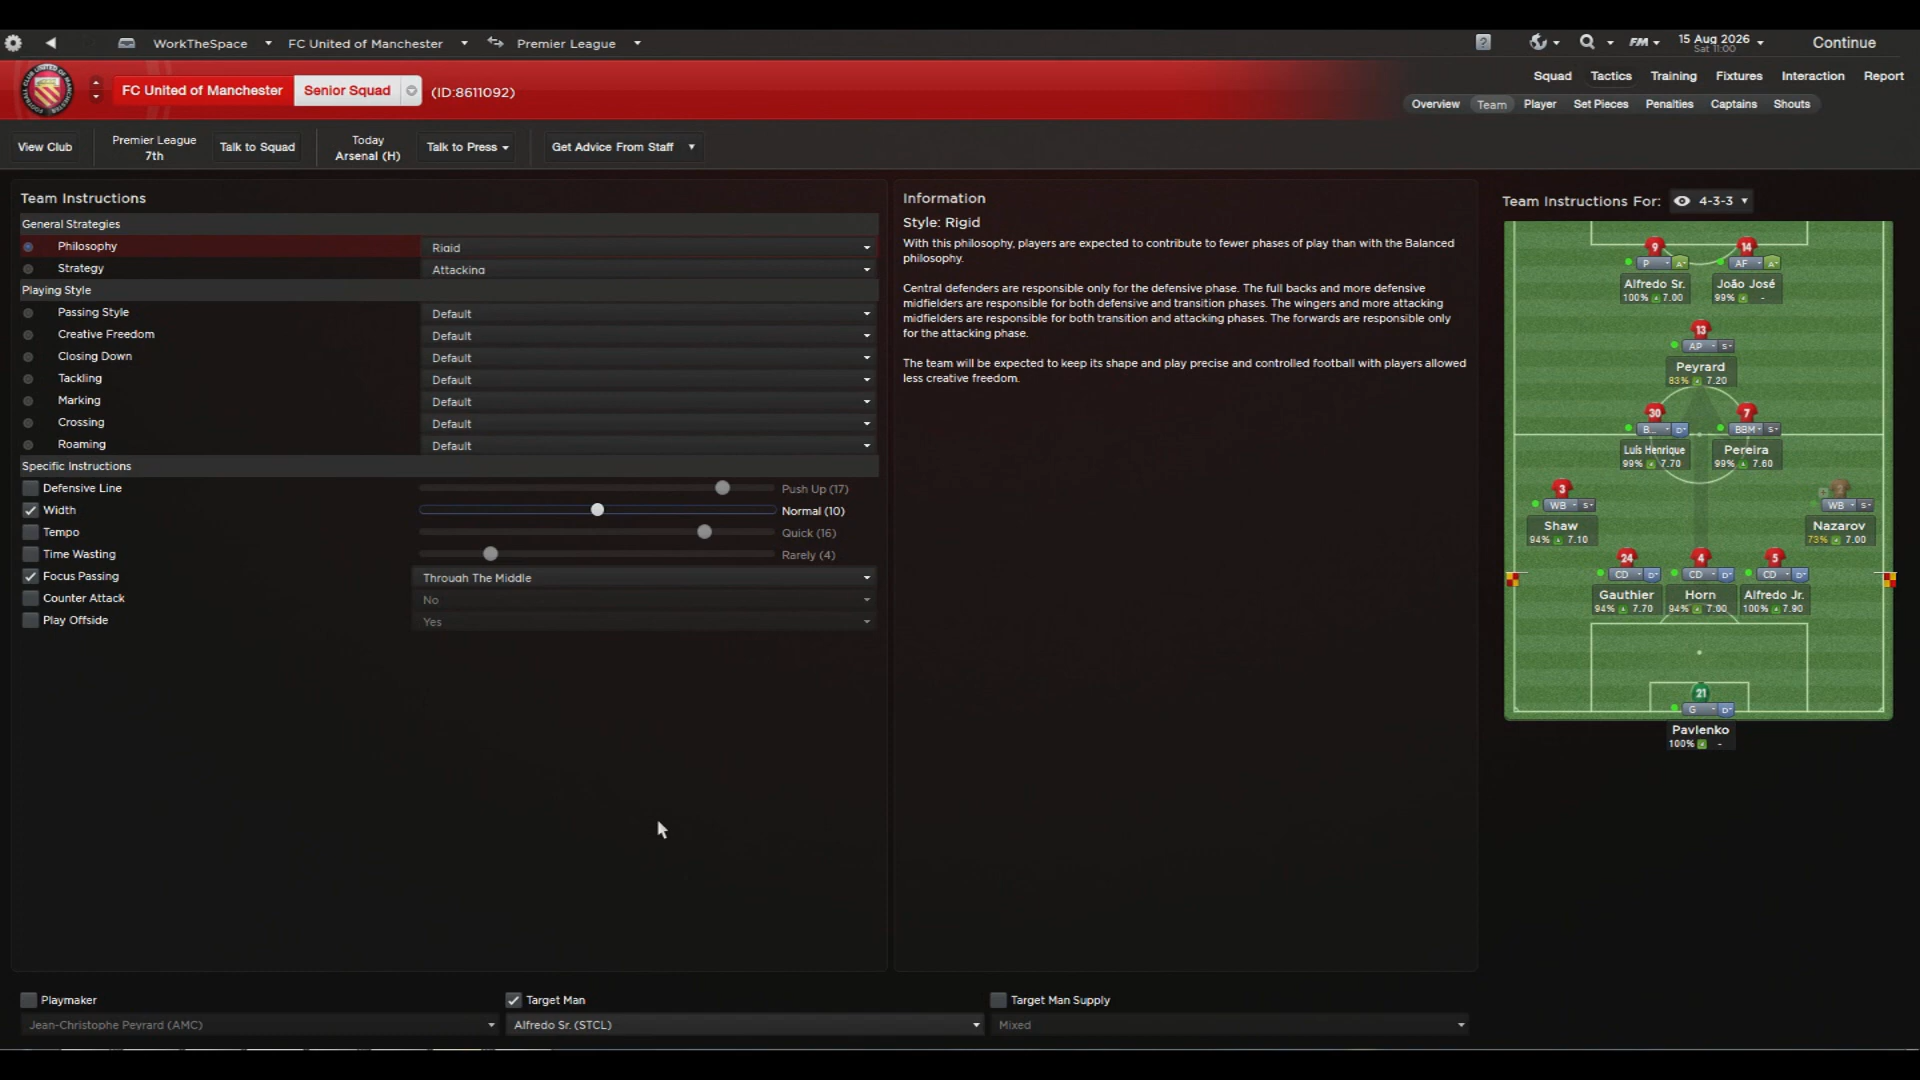 WorkTheSpace
FC United of Manchester
Premier League
?
FM
15 Aug 2026
Sat 11:00
Continue
FC United of Manchester
Senior Squad
(ID:8611092)
Squad
Tactics
Training
Fixtures
Interaction
Report
Overview
Team
Player
Set Pieces
Penalties
Captains
Shouts
View Club
Premier League
7th
Talk to Squad
Today
Arsenal (H)
Talk to Press
Get Advice From Staff
Team Instructions
General Strategies
Philosophy
Rigid
Strategy
Attacking
Playing Style
Passing Style
Default
Creative Freedom
Default
Closing Down
Default
Tackling
Default
Marking
Default
Crossing
Default
Roaming
Default
Specific Instructions
Defensive Line
Push Up (17)
Width
Normal (10)
Tempo
Quick (16)
Time Wasting
Rarely (4)
Focus Passing
Through The Middle
Counter Attack
No
Play Offside
Yes
Playmaker
Jean-Christophe Peyrard (AMC)
Target Man
Alfredo Sr. (STCL)
Target Man Supply
Mixed
Information
Style: Rigid
With this philosophy, players are expected to contribute to fewer phases of play than with the Balanced
philosophy.
Central defenders are responsible only for the defensive phase. The full backs and more defensive
midfielders are responsible for both defensive and transition phases. The wingers and more attacking
midfielders are responsible for both transition and attacking phases. The forwards are responsible only
for the attacking phase.
The team will be expected to keep its shape and play precise and controlled football with players allowed
less creative freedom.
Team Instructions For:
4-3-3
9
14
P
A
AF
A
Alfredo Sr.
João José
100% 7.00
99% -
13
AP
S
Peyrard
83% 7.20
30
7
B...
D
BBM
S
Luis Henrique
Pereira
99% 7.70
99% 7.60
3
WB
S
WB
S
Shaw
Nazarov
94% 7.10
73% 7.00
24
4
5
CD
D
CD
D
CD
D
Gauthier
Horn
Alfredo Jr.
94% 7.70
94% 7.00
100% 7.90
21
G
D
Pavlenko
100% -